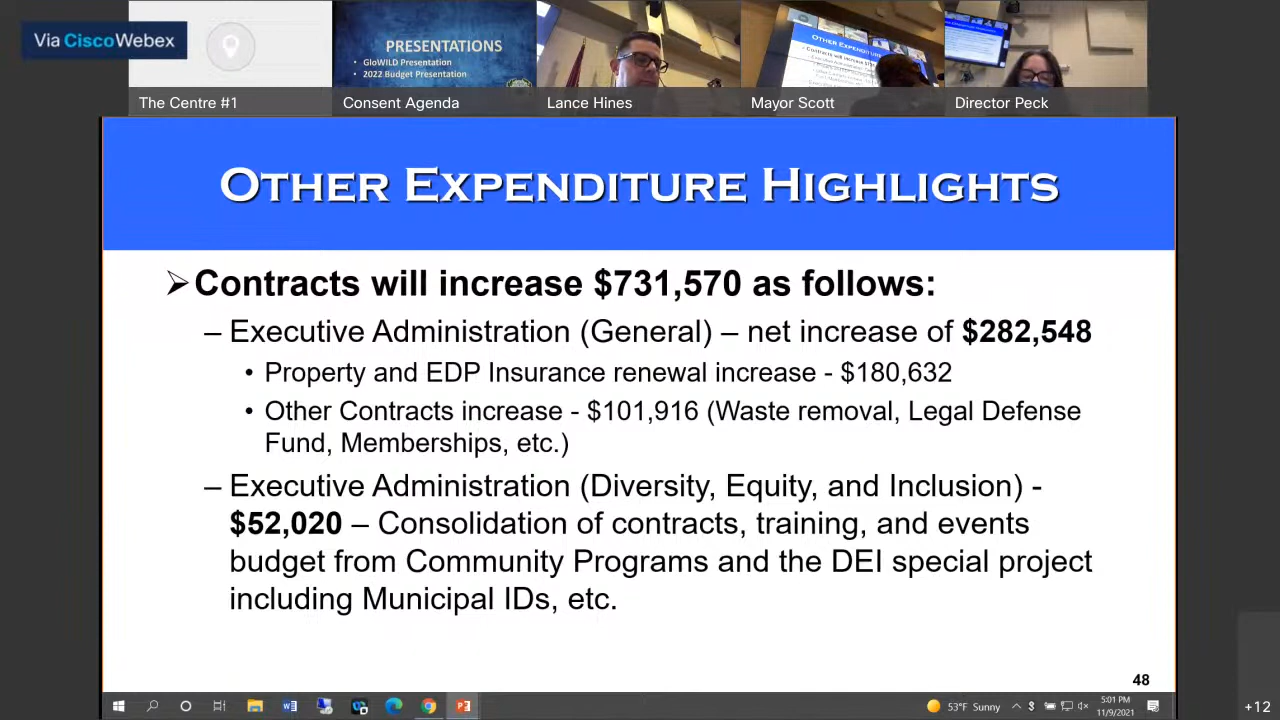 Via CiscoWebex
PRESENTATIONS
• GloWILD Presentation
• 2022 Budget Presentation
The Centre #1
Consent Agenda
Lance Hines
Mayor Scott
Director Peck
OTHER EXPENDITURE HIGHLIGHTS
➢ Contracts will increase $731,570 as follows:
– Executive Administration (General) – net increase of $282,548
• Property and EDP Insurance renewal increase - $180,632
• Other Contracts increase - $101,916 (Waste removal, Legal Defense
Fund, Memberships, etc.)
– Executive Administration (Diversity, Equity, and Inclusion) -
$52,020 – Consolidation of contracts, training, and events
budget from Community Programs and the DEI special project
including Municipal IDs, etc.
48
53°F Sunny
5:01 PM
11/9/2021
+12